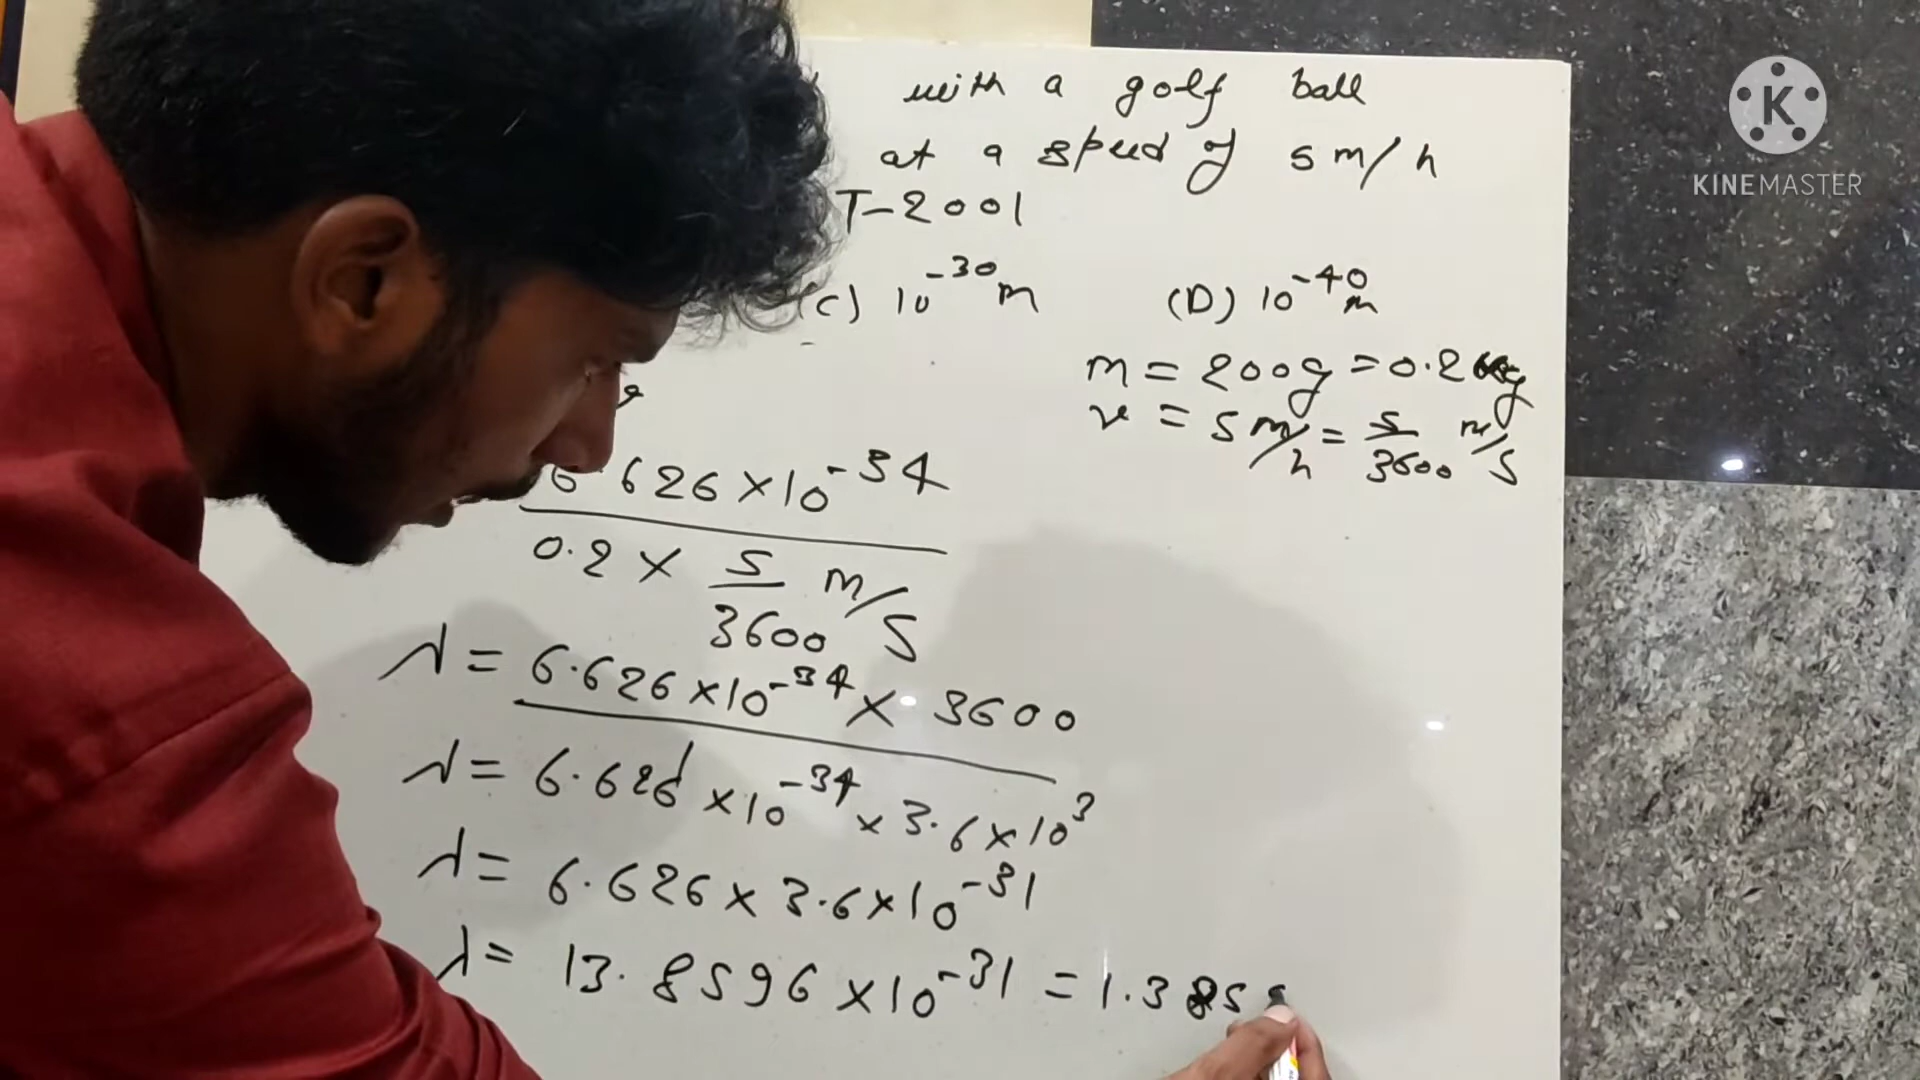 with a golf ball
at a speed of 5 m/h
T-2001
(C) 10^-30 m (D) 10^-40 m
m = 200g = 0.2 kg
v = 5 m/h = 5/3600 m/s
6.626 × 10^-34
0.2 × 5/3600 m/s
λ = 6.626 × 10^-34 × 3600
1
λ = 6.626 × 10^-34 × 3.6 × 10^3
λ = 6.626 × 3.6 × 10^-31
λ = 13.8596 × 10^-31 = 1.385
K
KINEMASTER